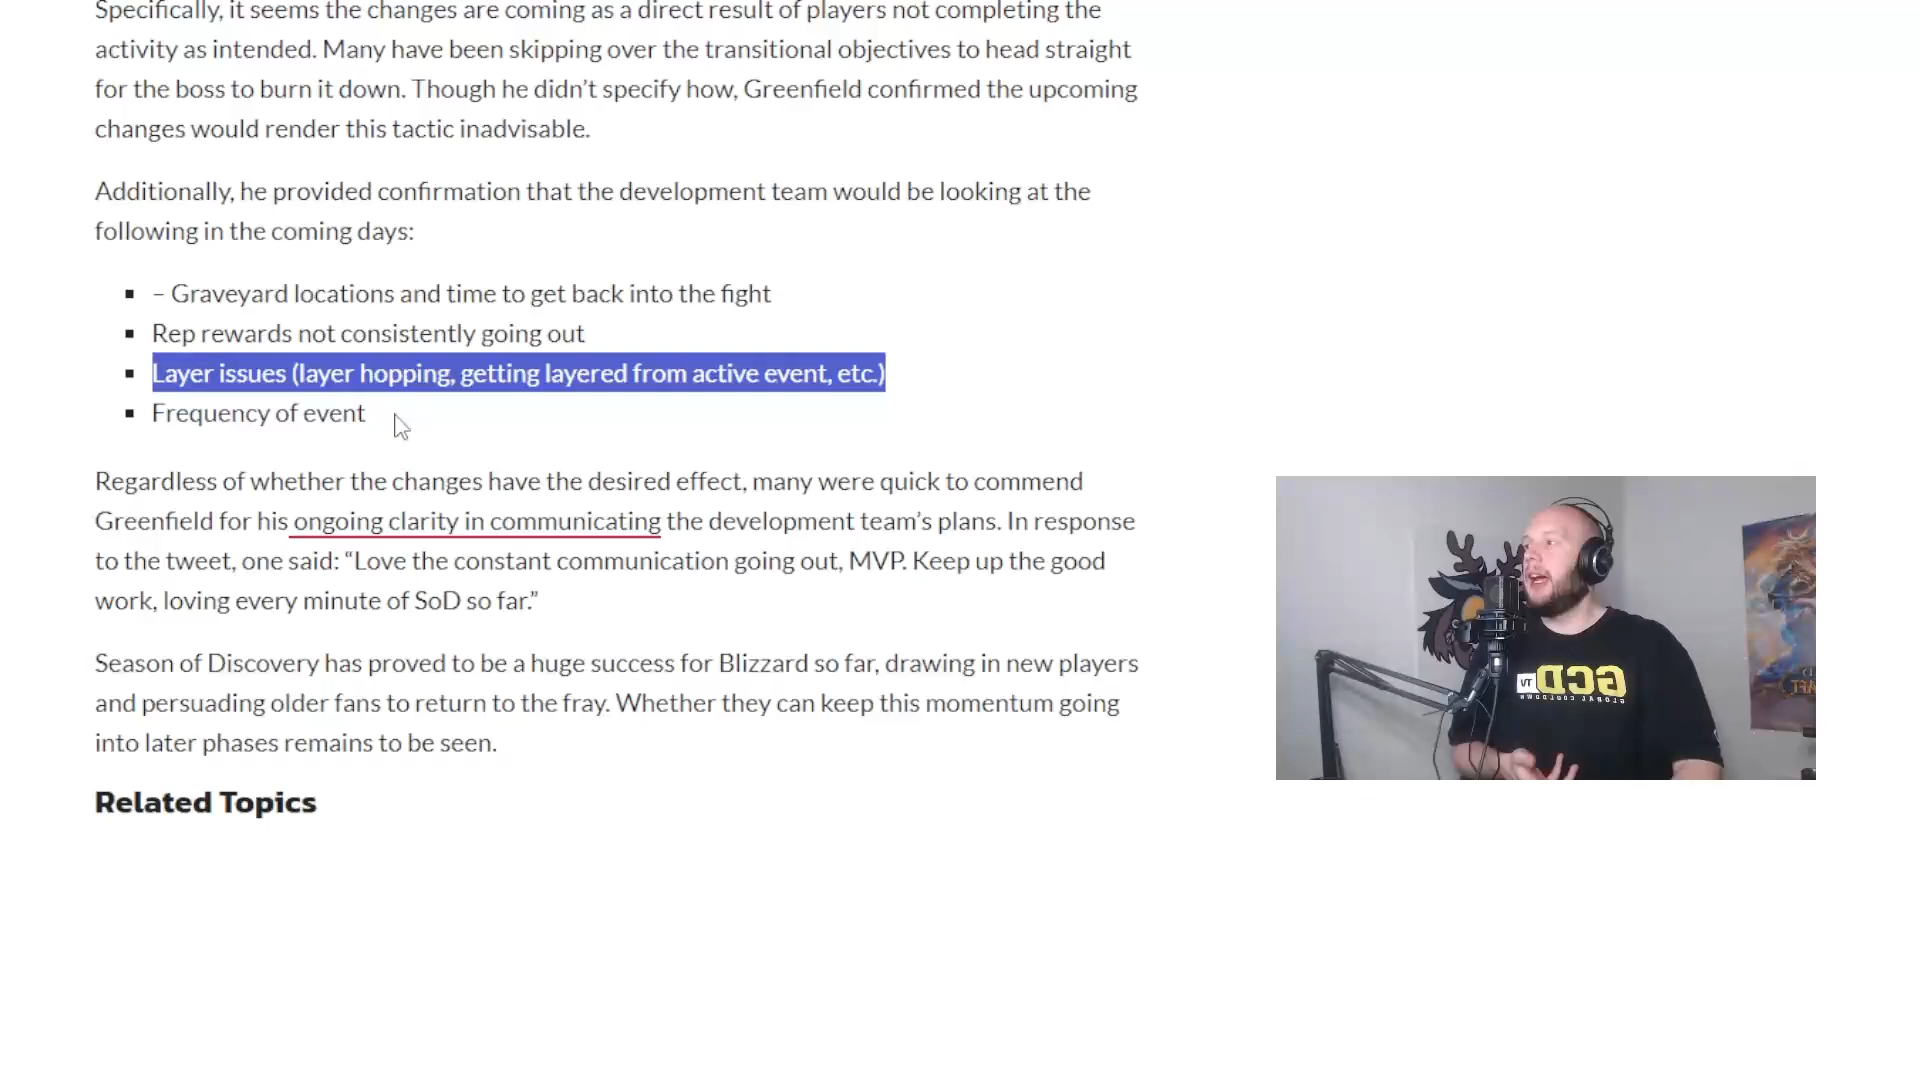 Specifically, it seems the changes are coming as a direct result of players not completing the
activity as intended. Many have been skipping over the transitional objectives to head straight
for the boss to burn it down. Though he didn’t specify how, Greenfield confirmed the upcoming
changes would render this tactic inadvisable.
Additionally, he provided confirmation that the development team would be looking at the
following in the coming days:
▪ – Graveyard locations and time to get back into the fight
▪ Rep rewards not consistently going out
▪ Layer issues (layer hopping, getting layered from active event, etc.)
▪ Frequency of event
Regardless of whether the changes have the desired effect, many were quick to commend
Greenfield for his ongoing clarity in communicating the development team’s plans. In response
to the tweet, one said: “Love the constant communication going out, MVP. Keep up the good
work, loving every minute of SoD so far.”
Season of Discovery has proved to be a huge success for Blizzard so far, drawing in new players
and persuading older fans to return to the fray. Whether they can keep this momentum going
into later phases remains to be seen.
Related Topics
GCD TV
GLOBAL COOLDOWN